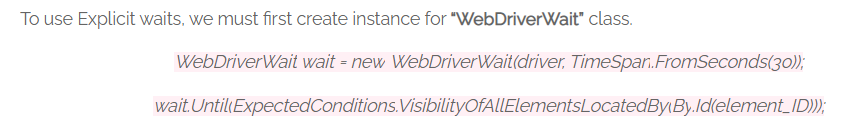 To use Explicit waits, we must first create instance for “WebDriverWait” class.
WebDriverWait wait = new WebDriverWait(driver, TimeSpan.FromSeconds(30));
wait.Until(ExpectedConditions.VisibilityOfAllElementsLocatedBy(By.Id(element_ID)));